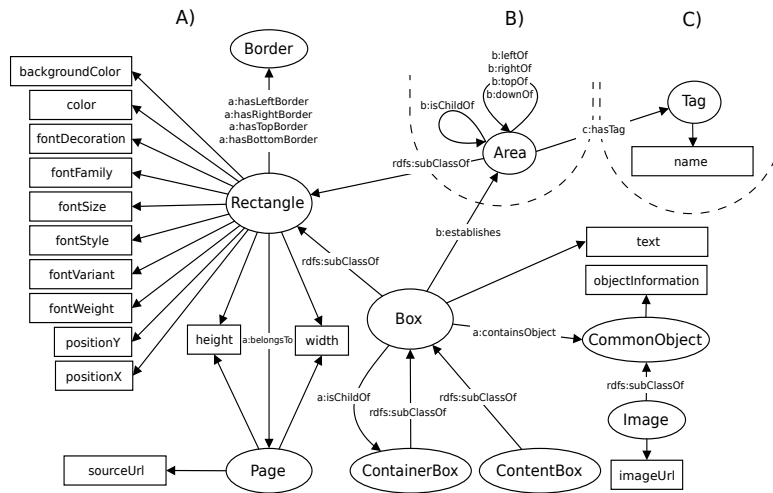 A)
B)
C)
Border
b:leftOf
b:rightOf
b:topOf
b:downOf
backgroundColor
color
fontDecoration
fontFamily
fontSize
fontStyle
fontVariant
fontWeight
positionY
positionX
a:hasLeftBorder
a:hasRightBorder
a:hasTopBorder
a:hasBottomBorder
b:isChildOf
Tag
c:hasTag
Area
name
rdfs:subClassOf
Rectangle
b:establishes
text
rdfs:subClassOf
objectInformation
Box
height
a:belongsTo
width
a:containsObject
CommonObject
rdfs:subClassOf
a:isChildOf
rdfs:subClassOf
rdfs:subClassOf
Image
sourceUrl
Page
ContainerBox
ContentBox
imageUrl